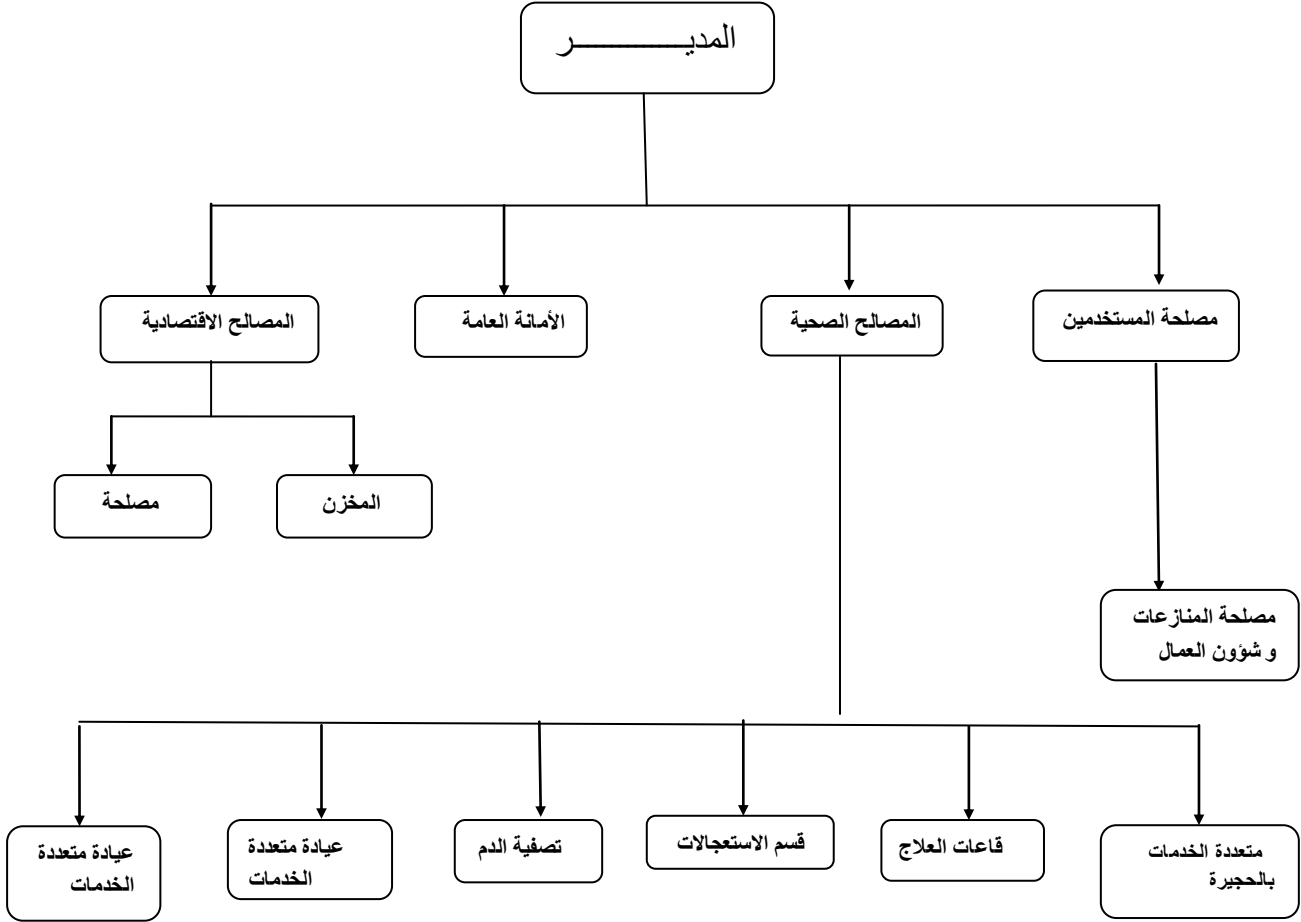 المديـــــــــــــر
مصلحة المستخدمين
المصالح الصحية
الأمانة العامة
المصالح الاقتصادية
المخزن
مصلحة
مصلحة المنازعات
و شؤون العمال
متعددة الخدمات
بالحجيرة
قاعات العلاج
قسم الاستعجالات
تصفية الدم
عيادة متعددة
الخدمات
عيادة متعددة
الخدمات